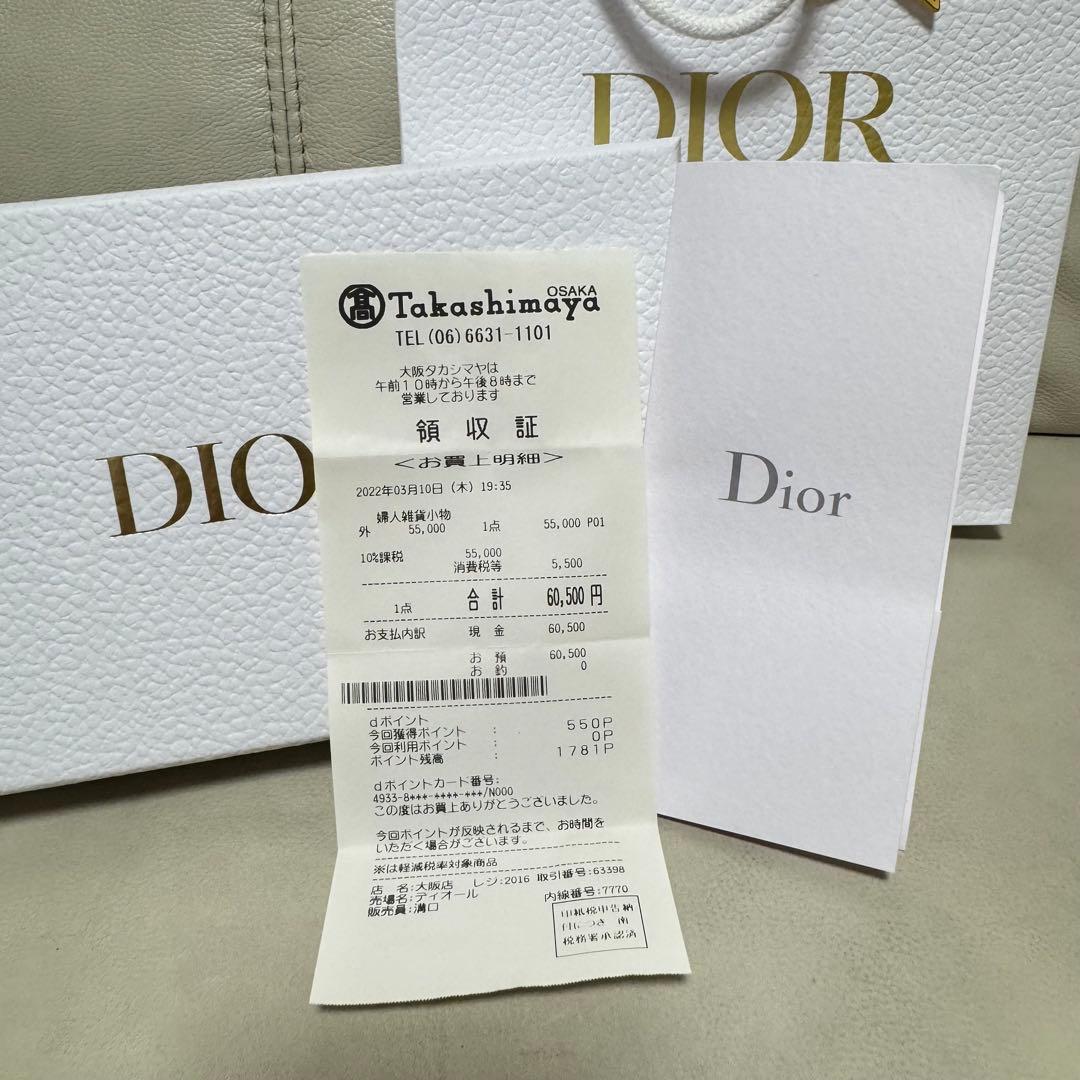 DIOR
DIO
Dior
髙 Takashimaya OSAKA
TEL (06)6631-1101
大阪タカシマヤは
午前10時から午後8時まで
営業しております
領収証
<お買上明細>
2022年03月10日(木) 19:35
婦人雑貨小物
外 55,000 1点 55,000 P01
10%課税 55,000
消費税等 5,500
1点 合計 60,500円
お支払内訳 現金 60,500
お預 60,500
お釣 0
dポイント
今回獲得ポイント : 550P
今回利用ポイント : 0P
ポイント残高 : 1781P
dポイントカード番号:
4933-8***-****-***/N000
この度はお買上ありがとうございました。
今回ポイントが反映されるまで、お時間を
いただく場合がございます。
※は軽減税率対象商品
店 名:大阪店 レジ:2016 取引番号:63398
売場名:ディオール 内線番号:7770
販売員:溝口
印紙税申告納
付につき 南
税務署承認済